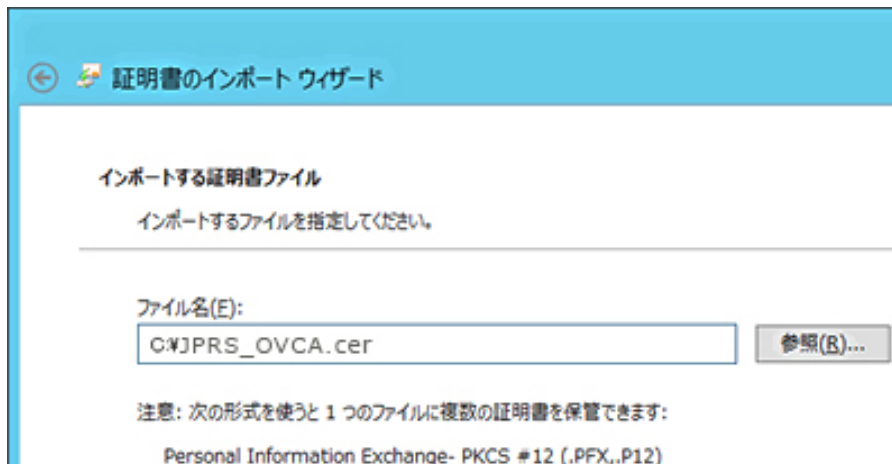 証明書のインポート ウィザード
インポートする証明書ファイル
インポートするファイルを指定してください。
ファイル名(F):
C:¥JPRS_OVCA.cer 参照(R)...
注意: 次の形式を使うと 1 つのファイルに複数の証明書を保管できます:
Personal Information Exchange- PKCS #12 (.PFX,.P12)